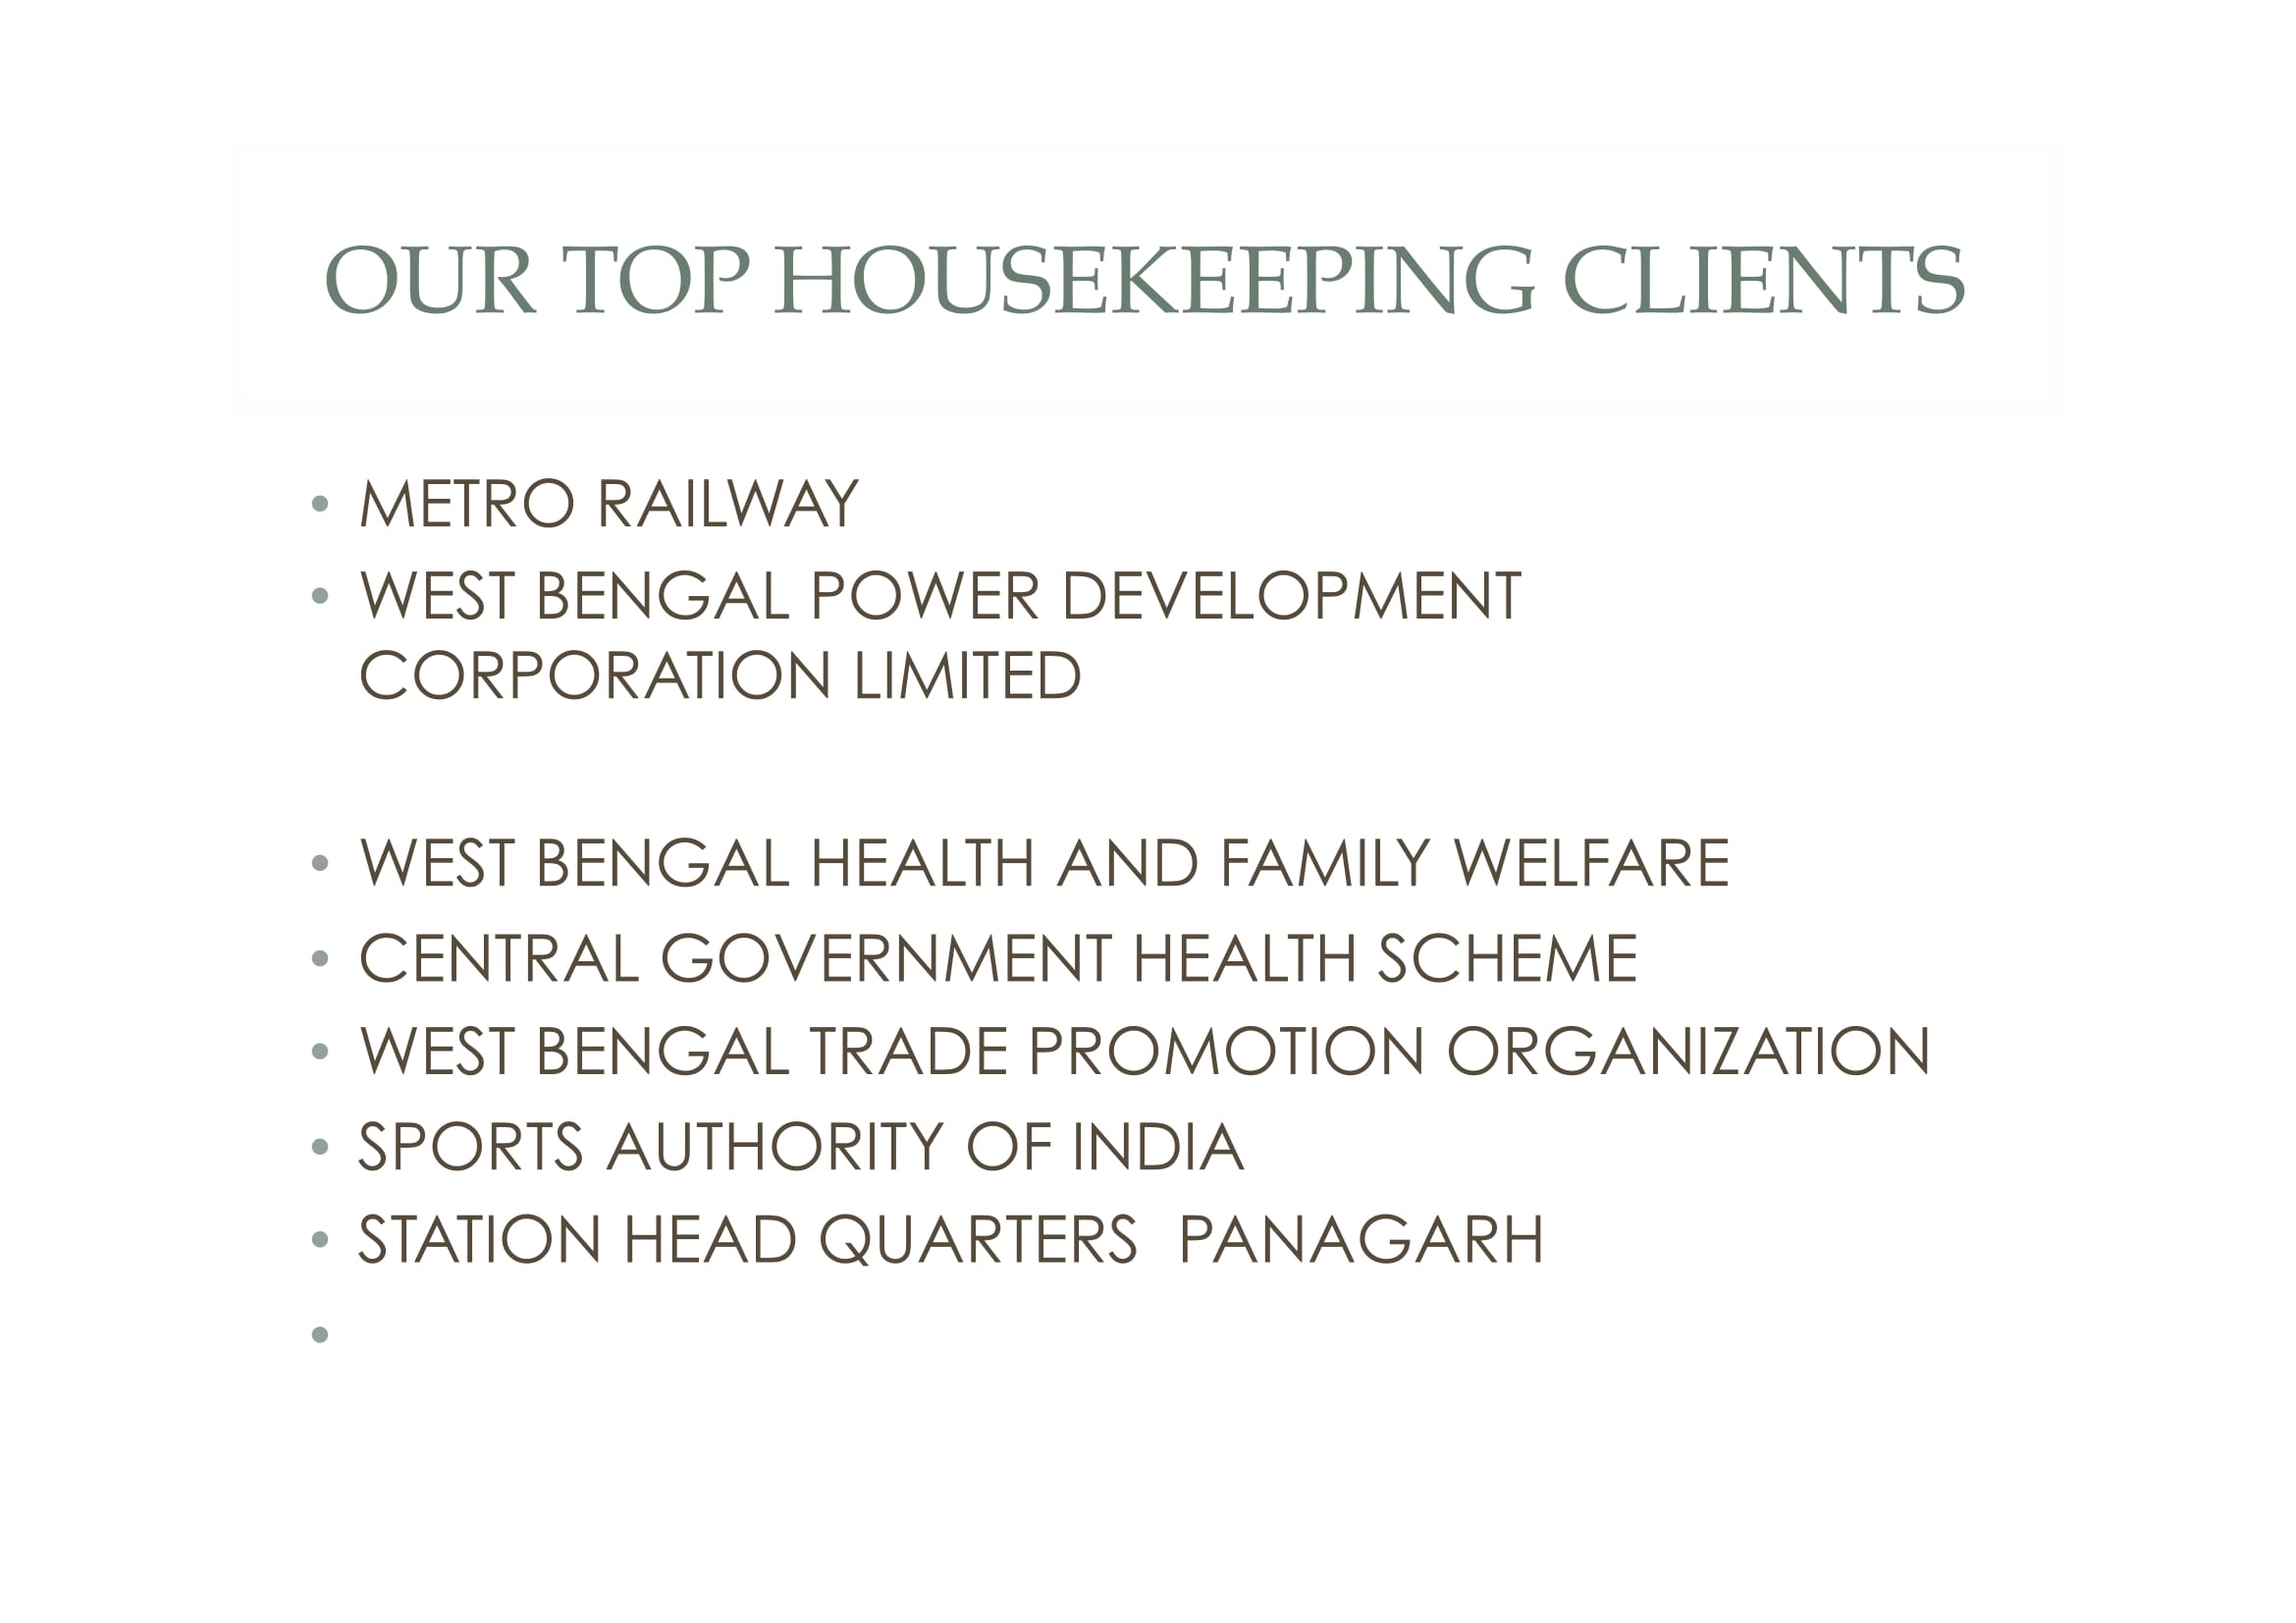 OUR TOP HOUSEKEEPING CLIENTS
• METRO RAILWAY
• WEST BENGAL POWER DEVELOPMENT
CORPORATION LIMITED
• WEST BENGAL HEALTH AND FAMILY WELFARE
• CENTRAL GOVERNMENT HEALTH SCHEME
• WEST BENGAL TRADE PROMOTION ORGANIZATION
• SPORTS AUTHORITY OF INDIA
• STATION HEAD QUARTERS PANAGARH
•